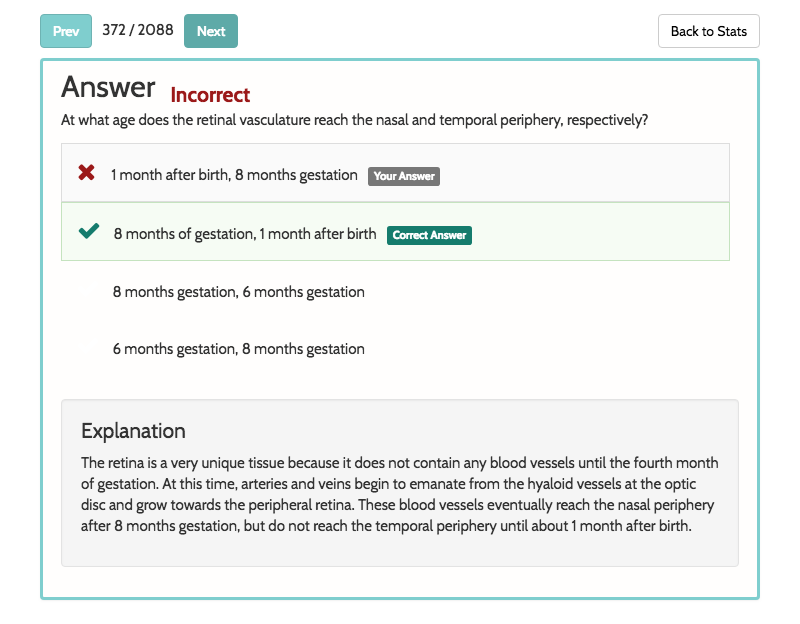 Prev 372 / 2088 Next Back to Stats
Answer Incorrect
At what age does the retinal vasculature reach the nasal and temporal periphery, respectively?
1 month after birth, 8 months gestation Your Answer
8 months of gestation, 1 month after birth Correct Answer
8 months gestation, 6 months gestation
6 months gestation, 8 months gestation
Explanation
The retina is a very unique tissue because it does not contain any blood vessels until the fourth month
of gestation. At this time, arteries and veins begin to emanate from the hyaloid vessels at the optic
disc and grow towards the peripheral retina. These blood vessels eventually reach the nasal periphery
after 8 months gestation, but do not reach the temporal periphery until about 1 month after birth.